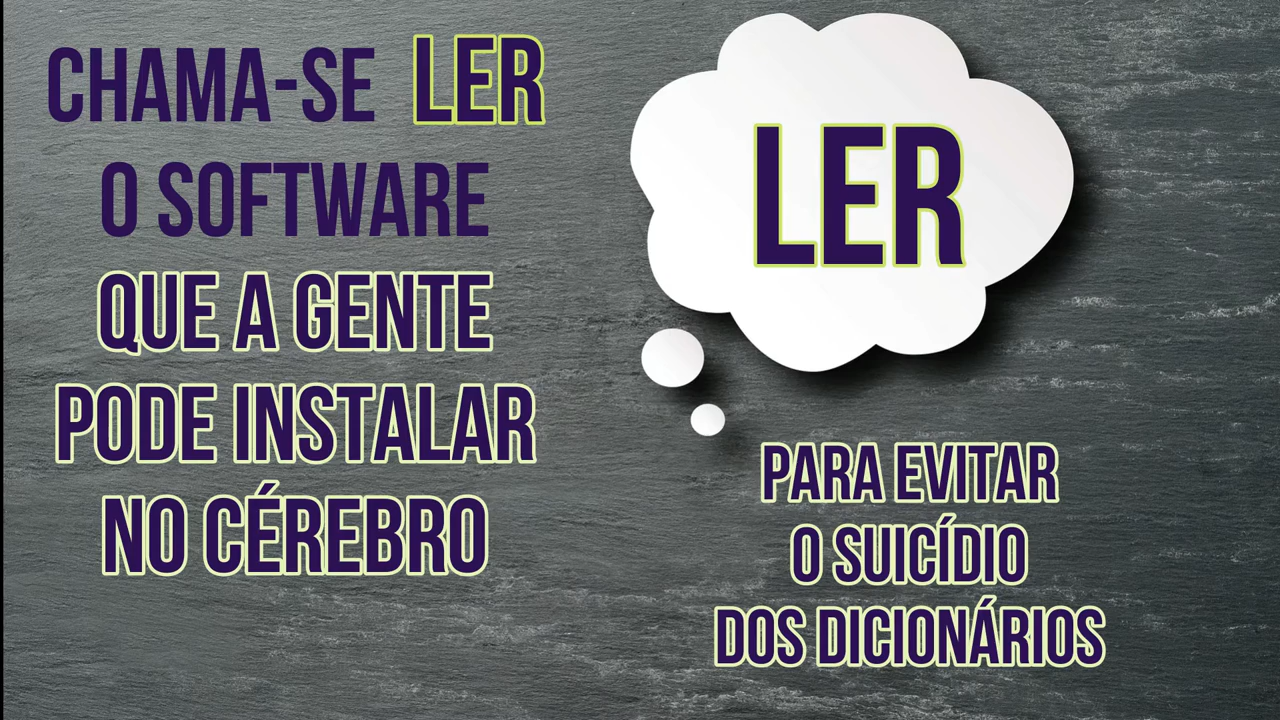 CHAMA-SE LER
O SOFTWARE
QUE A GENTE
PODE INSTALAR
NO CÉREBRO
LER
PARA EVITAR
O SUICÍDIO
DOS DICIONÁRIOS